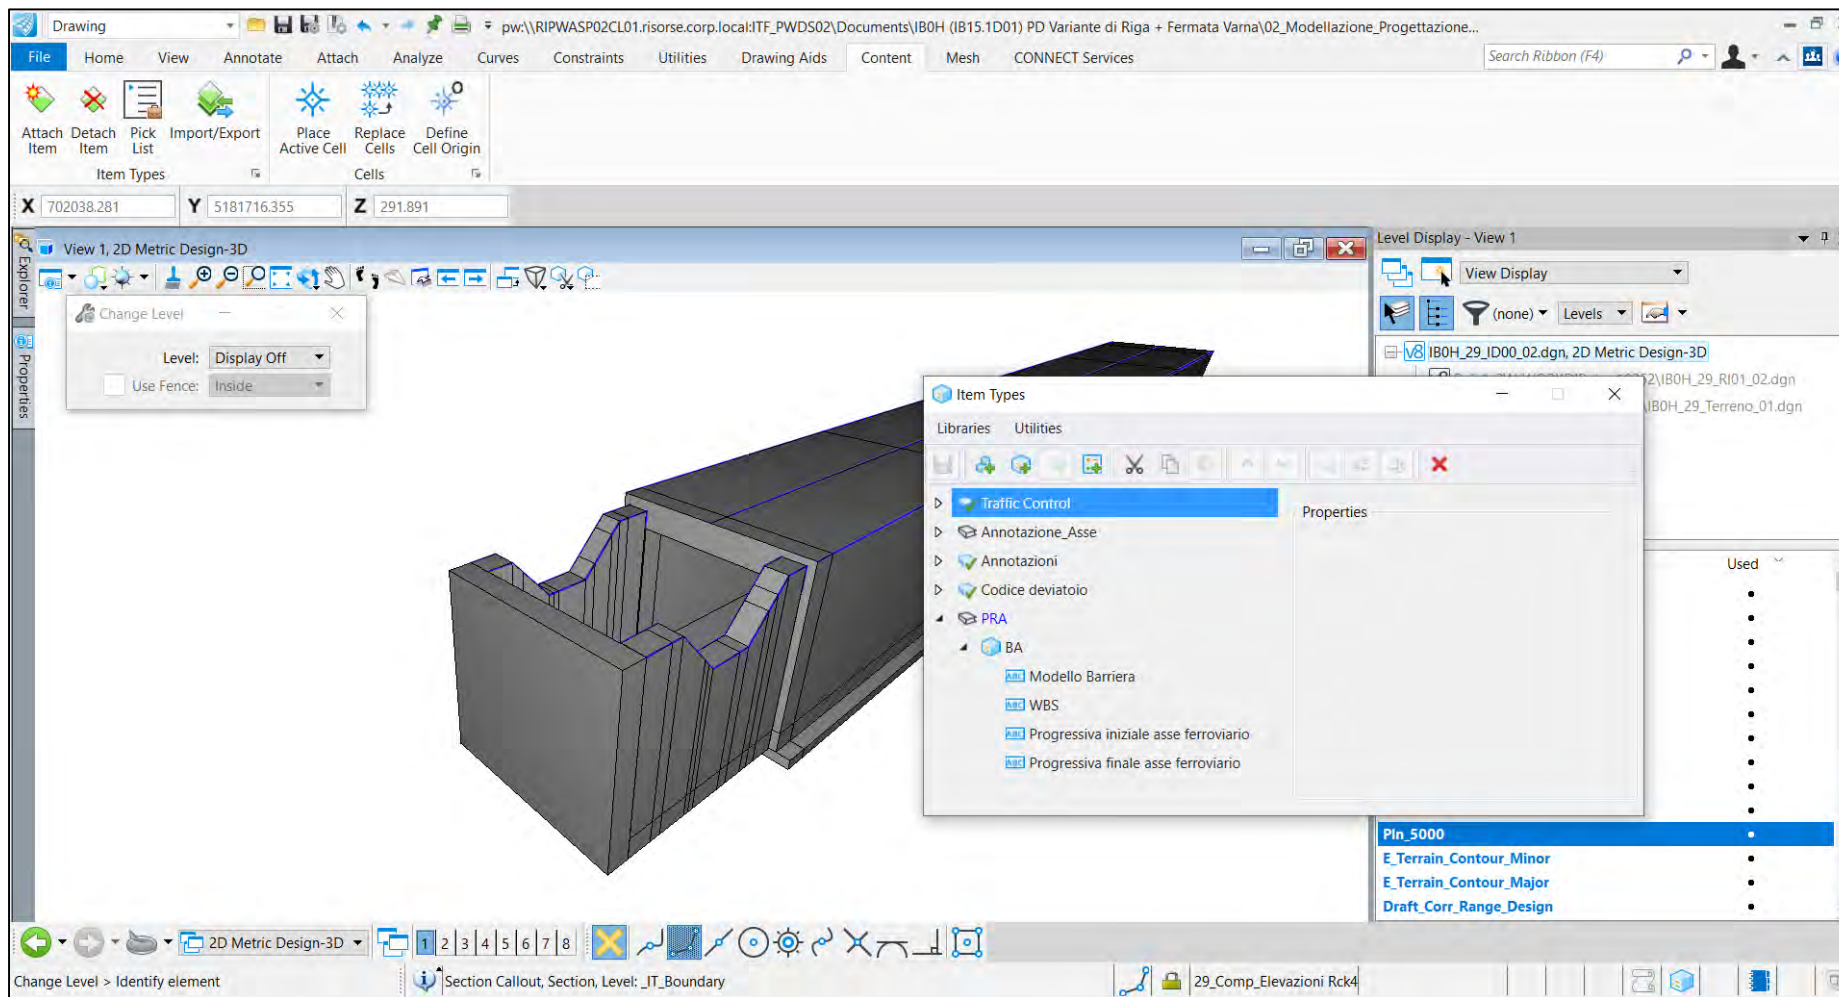 Drawing
pw:\\RIPWASP02CL01.risorse.corp.local:ITF_PWDS02\Documents\IB0H (IB15.1D01) PD Variante di Riga + Fermata Varna\02_Modellazione_Progettazione...
File Home View Annotate Attach Analyze Curves Constraints Utilities Drawing Aids Content Mesh CONNECT Services
Search Ribbon (F4)
Attach Item
Detach Item
Pick List
Import/Export
Place Active Cell
Replace Cells
Define Cell Origin
Item Types
Cells
X 702038.281 Y 5181716.355 Z 291.891
Explorer
Properties
View 1, 2D Metric Design-3D
Change Level
Level: Display Off
Use Fence: Inside
Level Display - View 1
View Display
(none) Levels
IB0H_29_ID00_02.dgn, 2D Metric Design-3D
\IB0H_29_RI01_02.dgn
\IB0H_29_Terreno_01.dgn
Item Types
Libraries Utilities
Traffic Control
Annotazione_Asse
Annotazioni
Codice deviatoio
PRA
BA
Modello Barriera
WBS
Progressiva iniziale asse ferroviario
Progressiva finale asse ferroviario
Properties
Used
Pln_5000
E_Terrain_Contour_Minor
E_Terrain_Contour_Major
Draft_Corr_Range_Design
2D Metric Design-3D
1 2 3 4 5 6 7 8
Change Level > Identify element
Section Callout, Section, Level: _IT_Boundary
29_Comp_Elevazioni Rck4